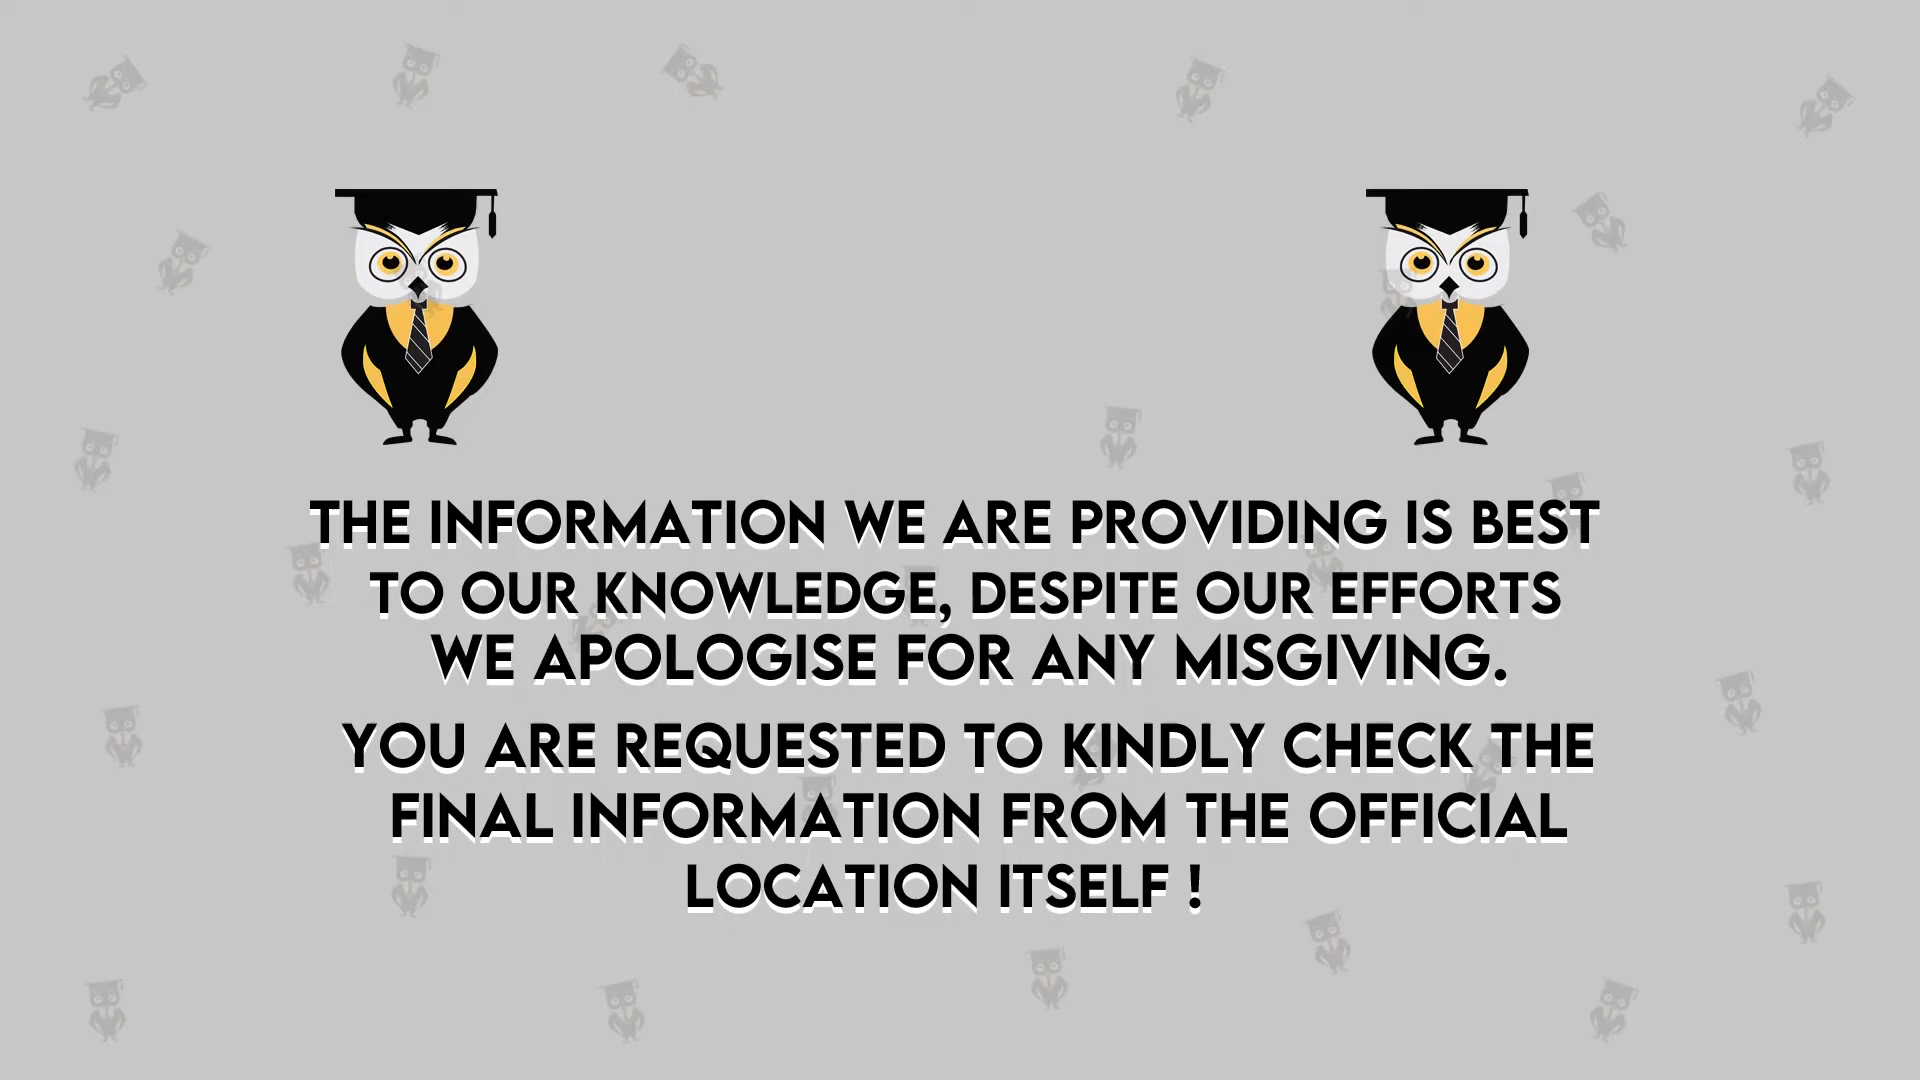 THE INFORMATION WE ARE PROVIDING IS BEST
TO OUR KNOWLEDGE, DESPITE OUR EFFORTS
WE APOLOGISE FOR ANY MISGIVING.
YOU ARE REQUESTED TO KINDLY CHECK THE
FINAL INFORMATION FROM THE OFFICIAL
LOCATION ITSELF !